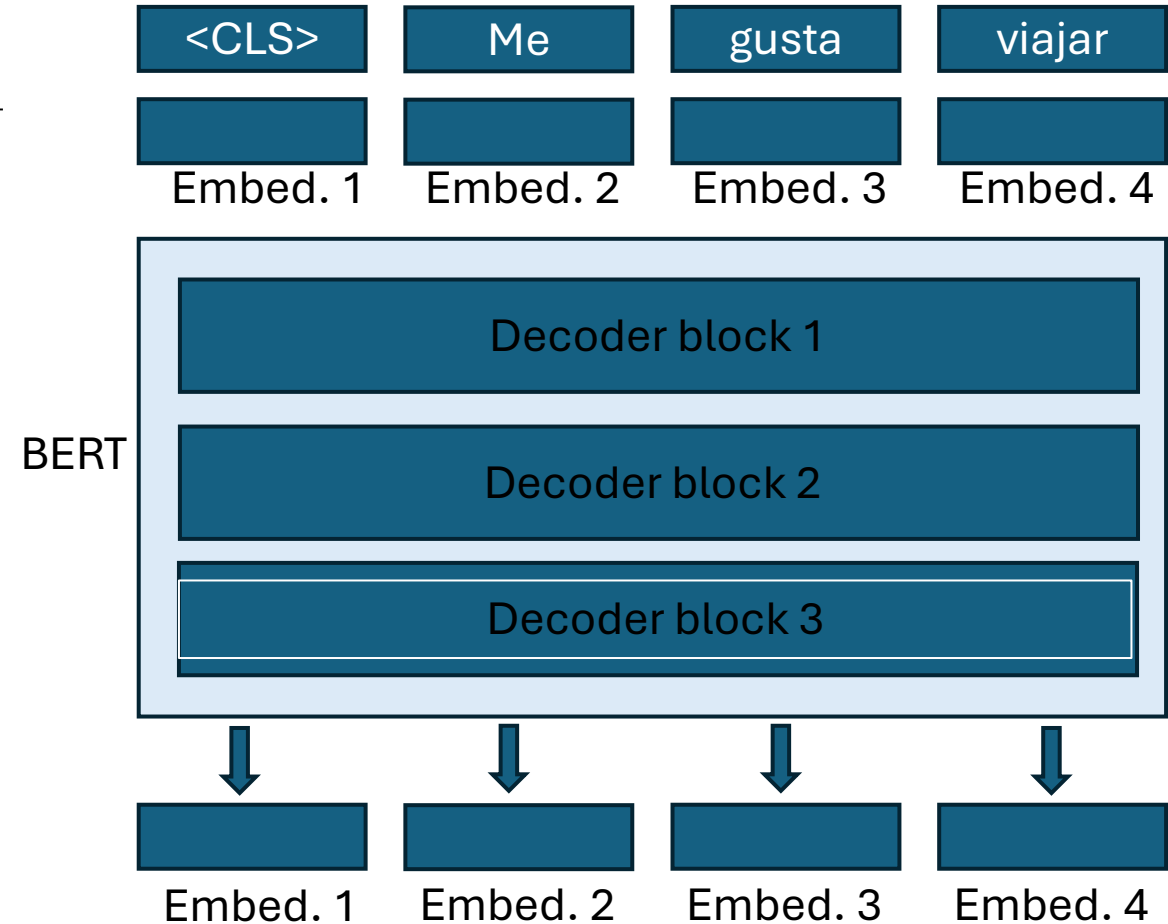 <CLS> Me gusta viajar
Embed. 1 Embed. 2 Embed. 3 Embed. 4
Decoder block 1
BERT
Decoder block 2
Decoder block 3
Embed. 1 Embed. 2 Embed. 3 Embed. 4